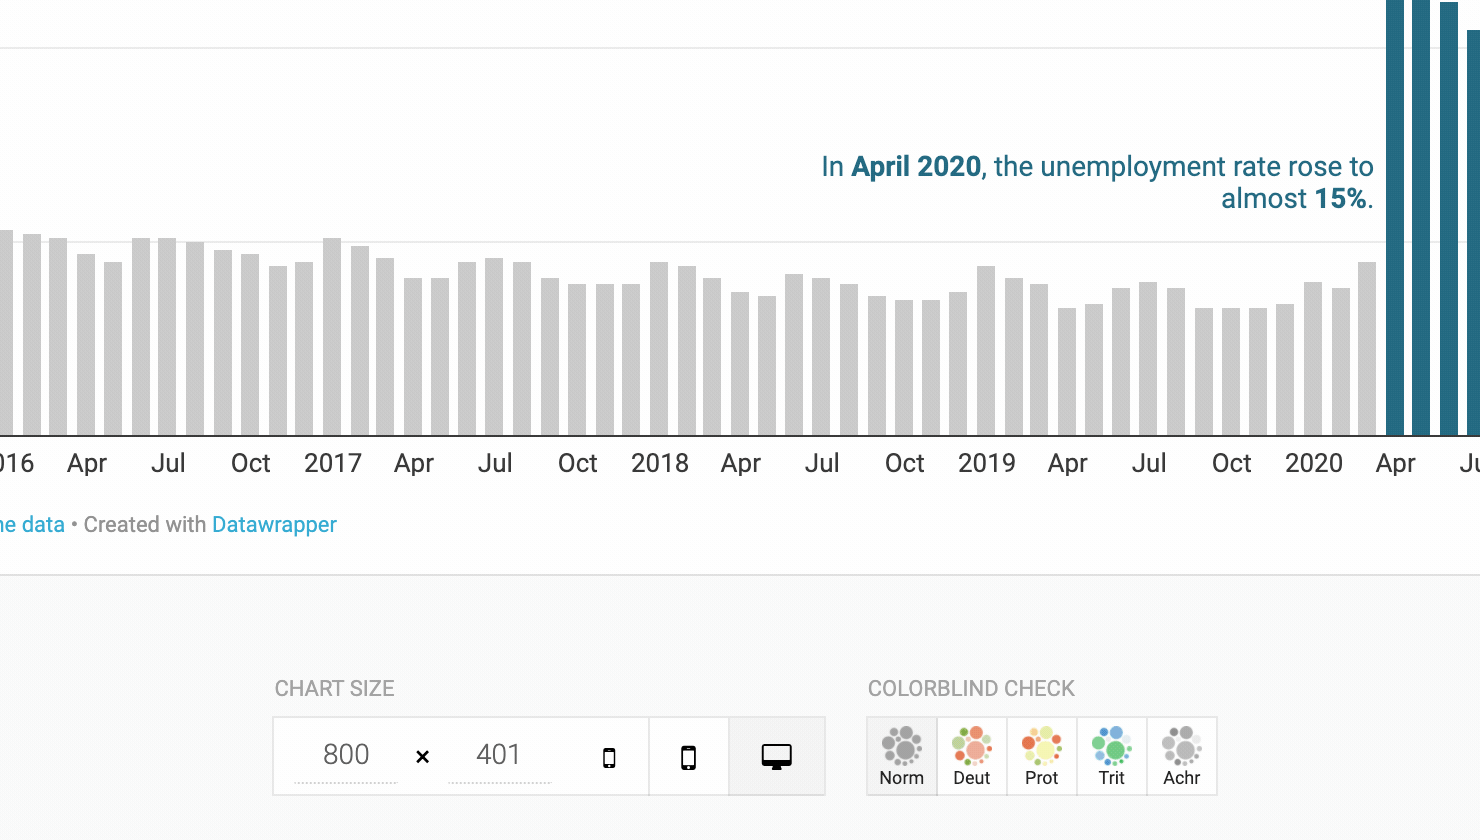 In April 2020, the unemployment rate rose to
almost 15%.
016 Apr Jul Oct 2017 Apr Jul Oct 2018 Apr Jul Oct 2019 Apr Jul Oct 2020 Apr Ju
he data • Created with Datawrapper
CHART SIZE COLORBLIND CHECK
800 × 401
Norm Deut Prot Trit Achr